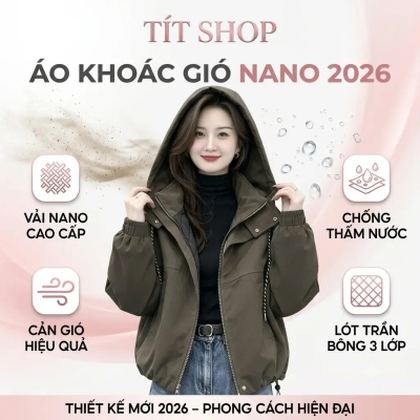 TÍT SHOP
ÁO KHOÁC GIÓ NANO 2026
VẢI NANO
CAO CẤP
CHỐNG
THẤM NƯỚC
CẢN GIÓ
HIỆU QUẢ
LÓT TRẦN
BÔNG 3 LỚP
THIẾT KẾ MỚI 2026 – PHONG CÁCH HIỆN ĐẠI